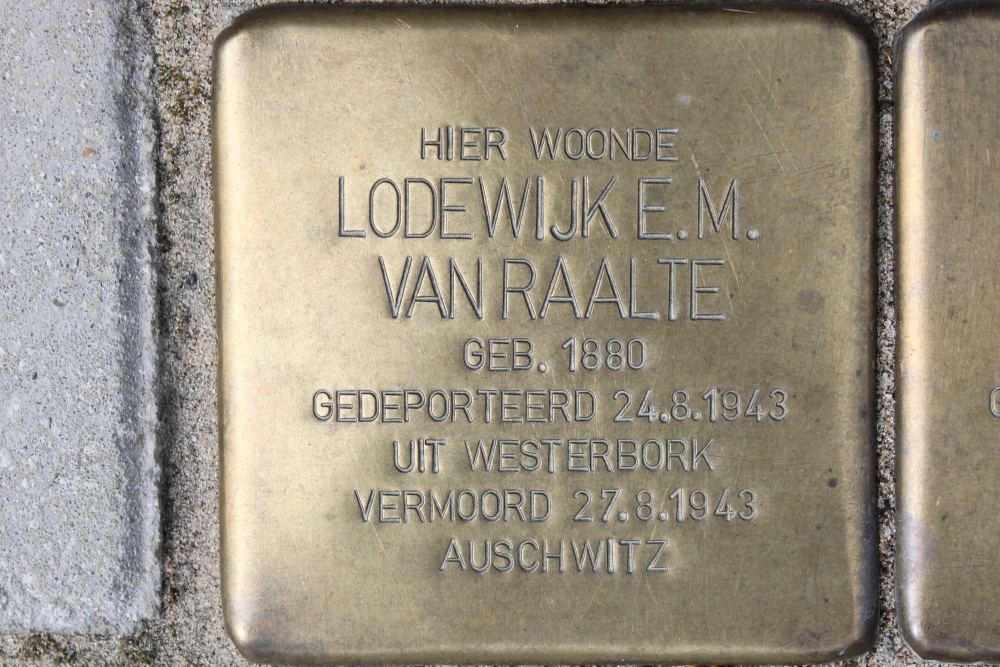 HIER WOONDE
LODEWIJK E.M.
VAN RAALTE
GEB. 1880
GEDEPORTEERD 24.8.1943
UIT WESTERBORK
VERMOORD 27.8.1943
AUSCHWITZ